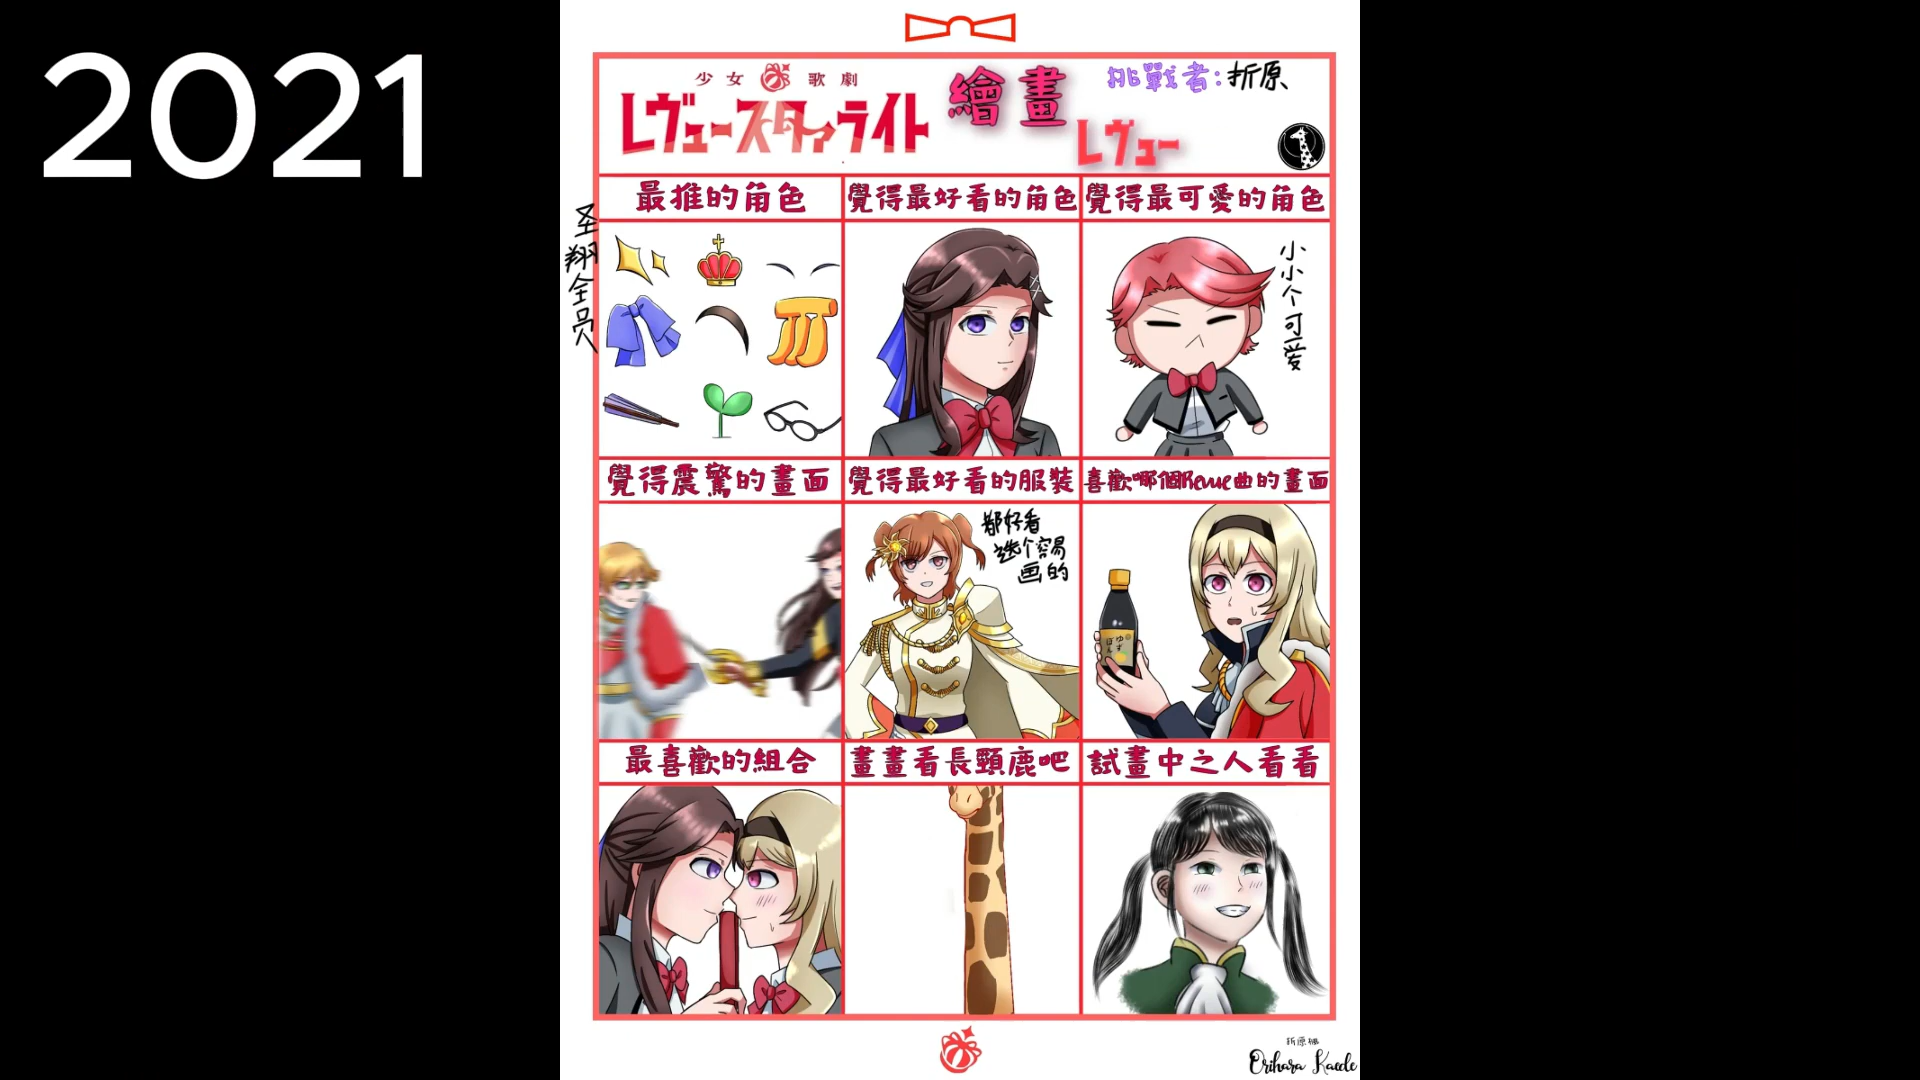 2021
少女歌劇
レヴュースタァライト
繪畫
レヴュー
挑戰者:折原
最推的角色
覺得最好看的角色
覺得最可愛的角色
圣翔全员
小小个可爱
覺得震驚的畫面
覺得最好看的服裝
喜歡哪個Revue曲的畫面
都好看
选个容易
画的
ゆず
ぽん
最喜歡的組合
畫畫看長頸鹿吧
試畫中之人看看
Orihara Kaede